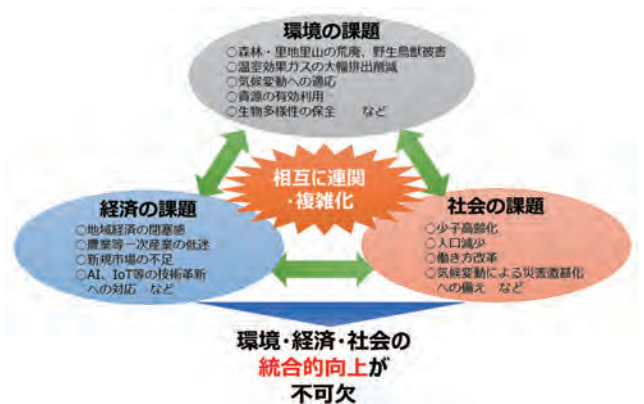 環境の課題
○森林・里地里山の荒廃、野生鳥獣被害
○温室効果ガスの大幅排出削減
○気候変動への適応
○資源の有効利用
○生物多様性の保全　　など
相互に連関
・複雑化
経済の課題
○地域経済の閉塞感
○農業等一次産業の低迷
○新規市場の不足
○AI、IoT等の技術革新
への対応　など
社会の課題
○少子高齢化
○人口減少
○働き方改革
○気候変動による災害激甚化
への備え　など
環境・経済・社会の
統合的向上が
不可欠